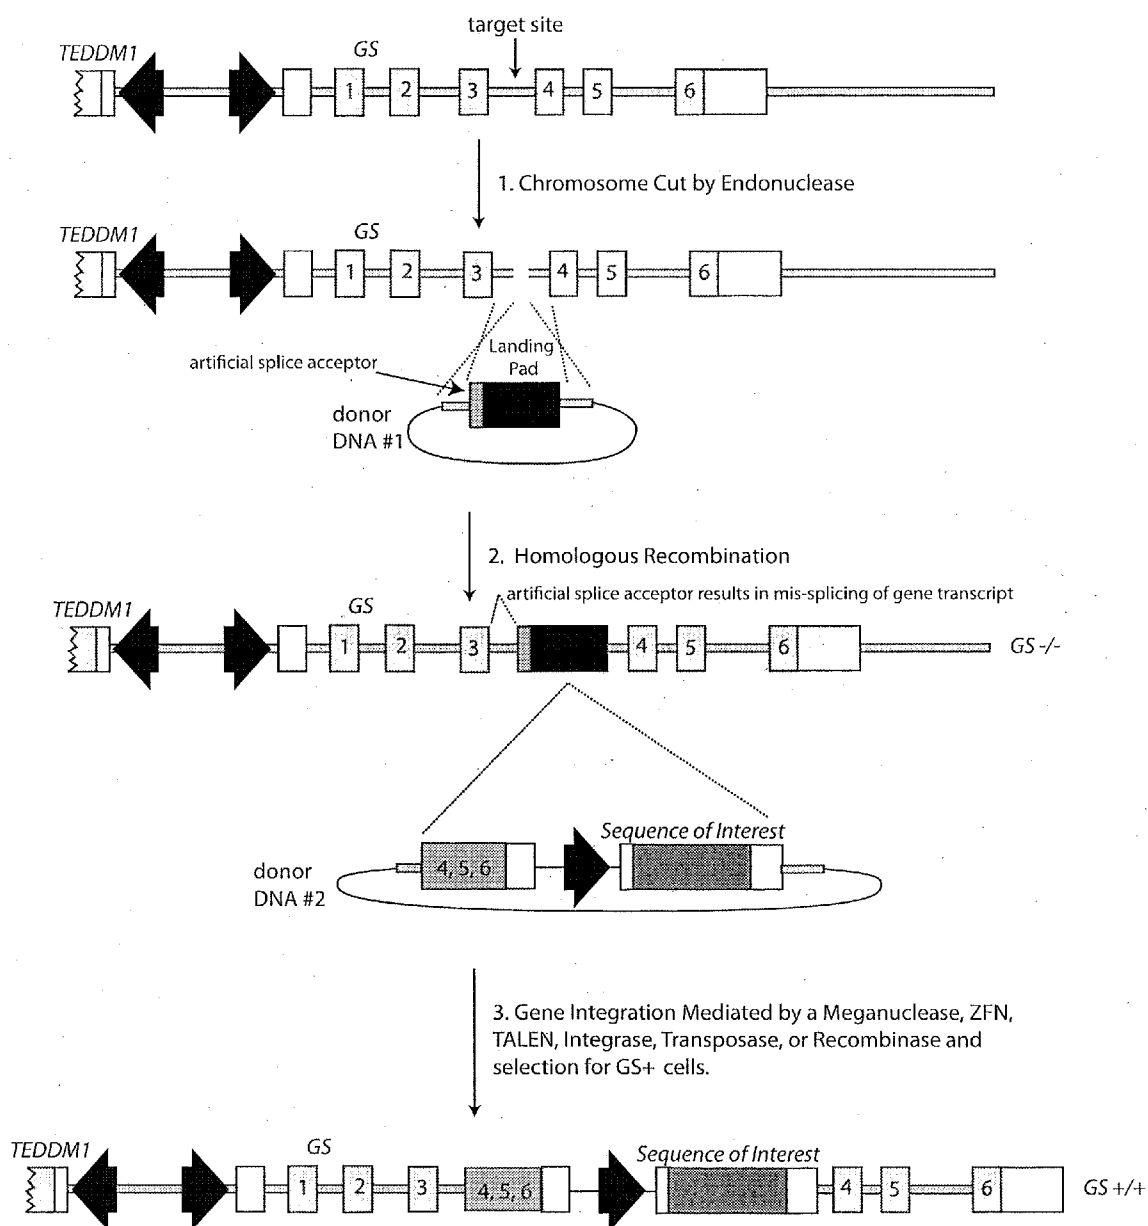 target site
TEDDM1
GS
1 2 3 4 5 6
1. Chromosome Cut by Endonuclease
TEDDM1
GS
1 2 3 4 5 6
Landing
Pad
artificial splice acceptor
donor
DNA #1
2. Homologous Recombination
artificial splice acceptor results in mis-splicing of gene transcript
TEDDM1
GS
1 2 3 4 5 6
GS -/-
Sequence of Interest
4, 5, 6
donor
DNA #2
3. Gene Integration Mediated by a Meganuclease, ZFN,
TALEN, Integrase, Transposase, or Recombinase and
selection for GS+ cells.
TEDDM1
GS
Sequence of Interest
1 2 3 4, 5, 6 4 5 6
GS +/+